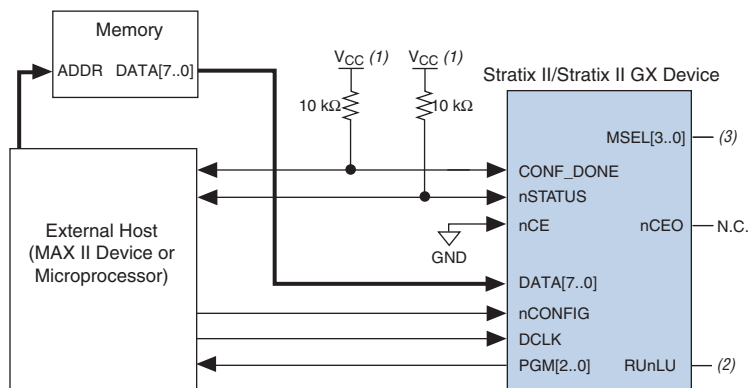 Memory
ADDR DATA[7..0]
VCC (1) VCC (1)
10 kΩ 10 kΩ
Stratix II/Stratix II GX Device
MSEL[3..0] (3)
CONF_DONE
nSTATUS
nCE nCEO N.C.
GND
External Host
(MAX II Device or
Microprocessor)
DATA[7..0]
nCONFIG
DCLK
PGM[2..0] RUnLU (2)